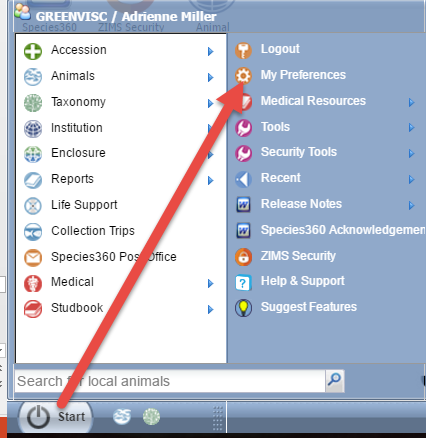 GREENVISC / Adrienne Miller
Species360 ZIMS Security Animal
Accession
Animals
Taxonomy
Institution
Enclosure
Reports
Life Support
Collection Trips
Species360 Post Office
Medical
Studbook
Logout
My Preferences
Medical Resources
Tools
Security Tools
Recent
Release Notes
Species360 Acknowledgemen
ZIMS Security
Help & Support
Suggest Features
Search for local animals
Start